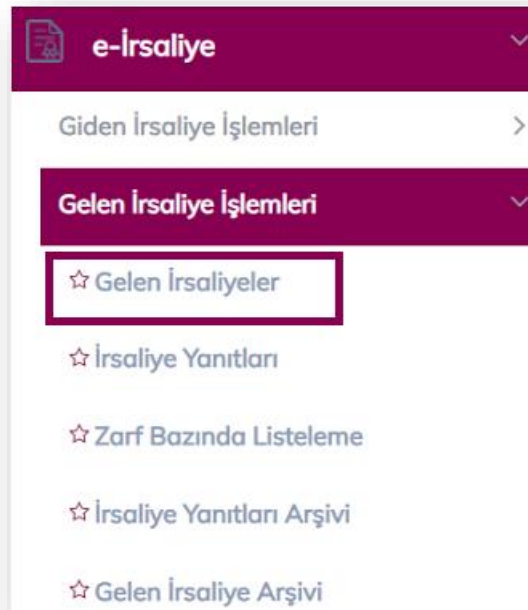 e-İrsaliye
Giden İrsaliye İşlemleri
Gelen İrsaliye İşlemleri
Gelen İrsaliyeler
İrsaliye Yanıtları
Zarf Bazında Listeleme
İrsaliye Yanıtları Arşivi
Gelen İrsaliye Arşivi